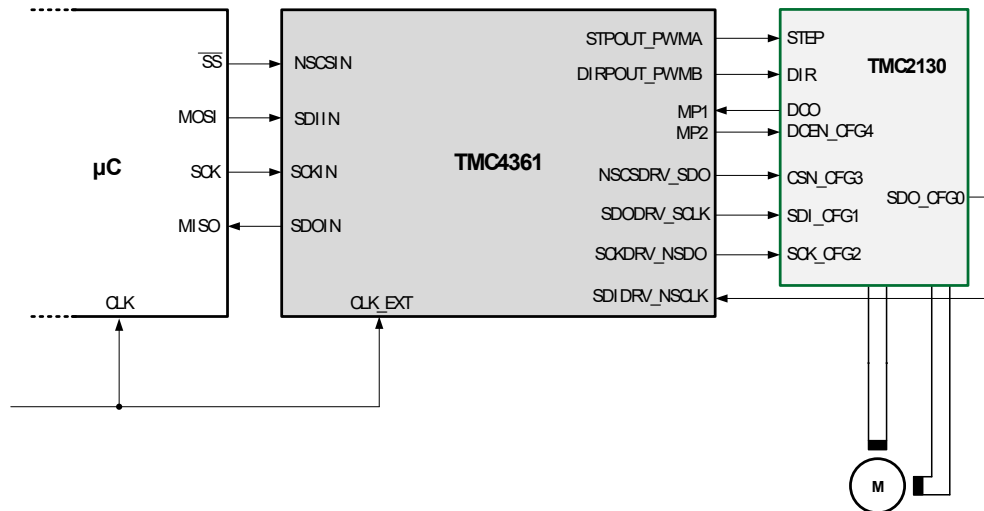 SS
MOSI
SCK
MISO
µC
CLK
NSCSIN
SDIIN
SCKIN
SDOIN
TMC4361
CLK_EXT
STPOUT_PWMA
DIRPOUT_PWMB
MP1
MP2
NSCSDRV_SDO
SDODRV_SCLK
SCKDRV_NSDO
SDIDRV_NSCLK
STEP
DIR
TMC2130
DCO
DCEN_CFG4
CSN_CFG3
SDO_CFG0
SDI_CFG1
SCK_CFG2
M